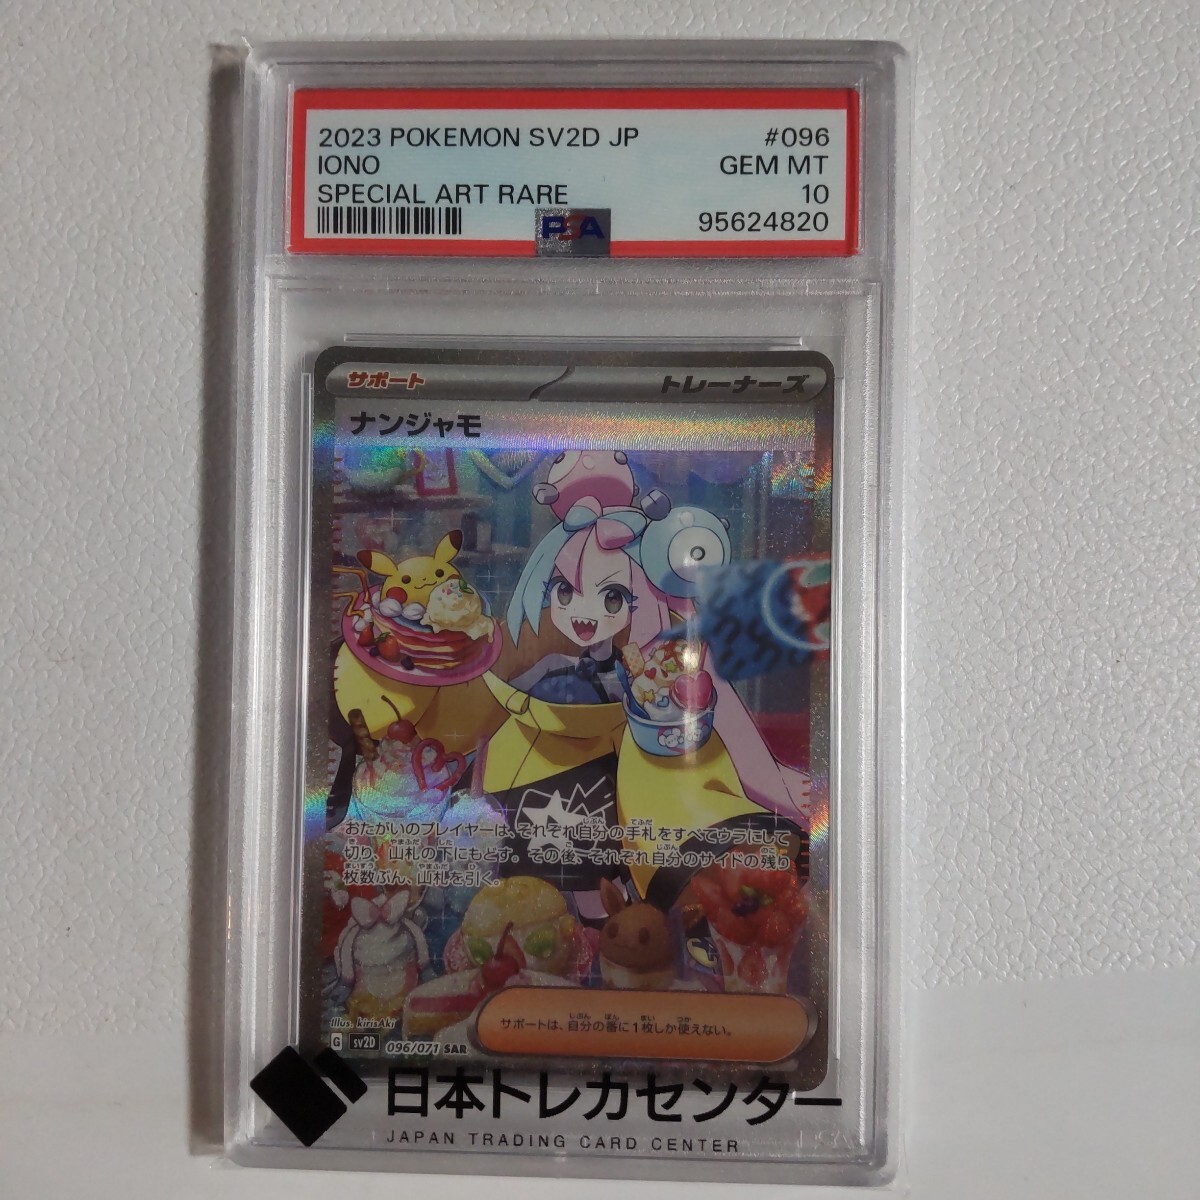 2023 POKEMON SV2D JP #096
IONO GEM MT
SPECIAL ART RARE 10
PSA 95624820
サポート トレーナーズ
ナンジャモ
おたがいのプレイヤーは、それぞれ自分の手札をすべてウラにして
切り、山札の下にもどす。その後、それぞれ自分のサイドの残り
枚数ぶん、山札を引く。
サポートは、自分の番に1枚しか使えない。
Illus. kirisAki
G sv2D 096/071 SAR
日本トレカセンター
JAPAN TRADING CARD CENTER